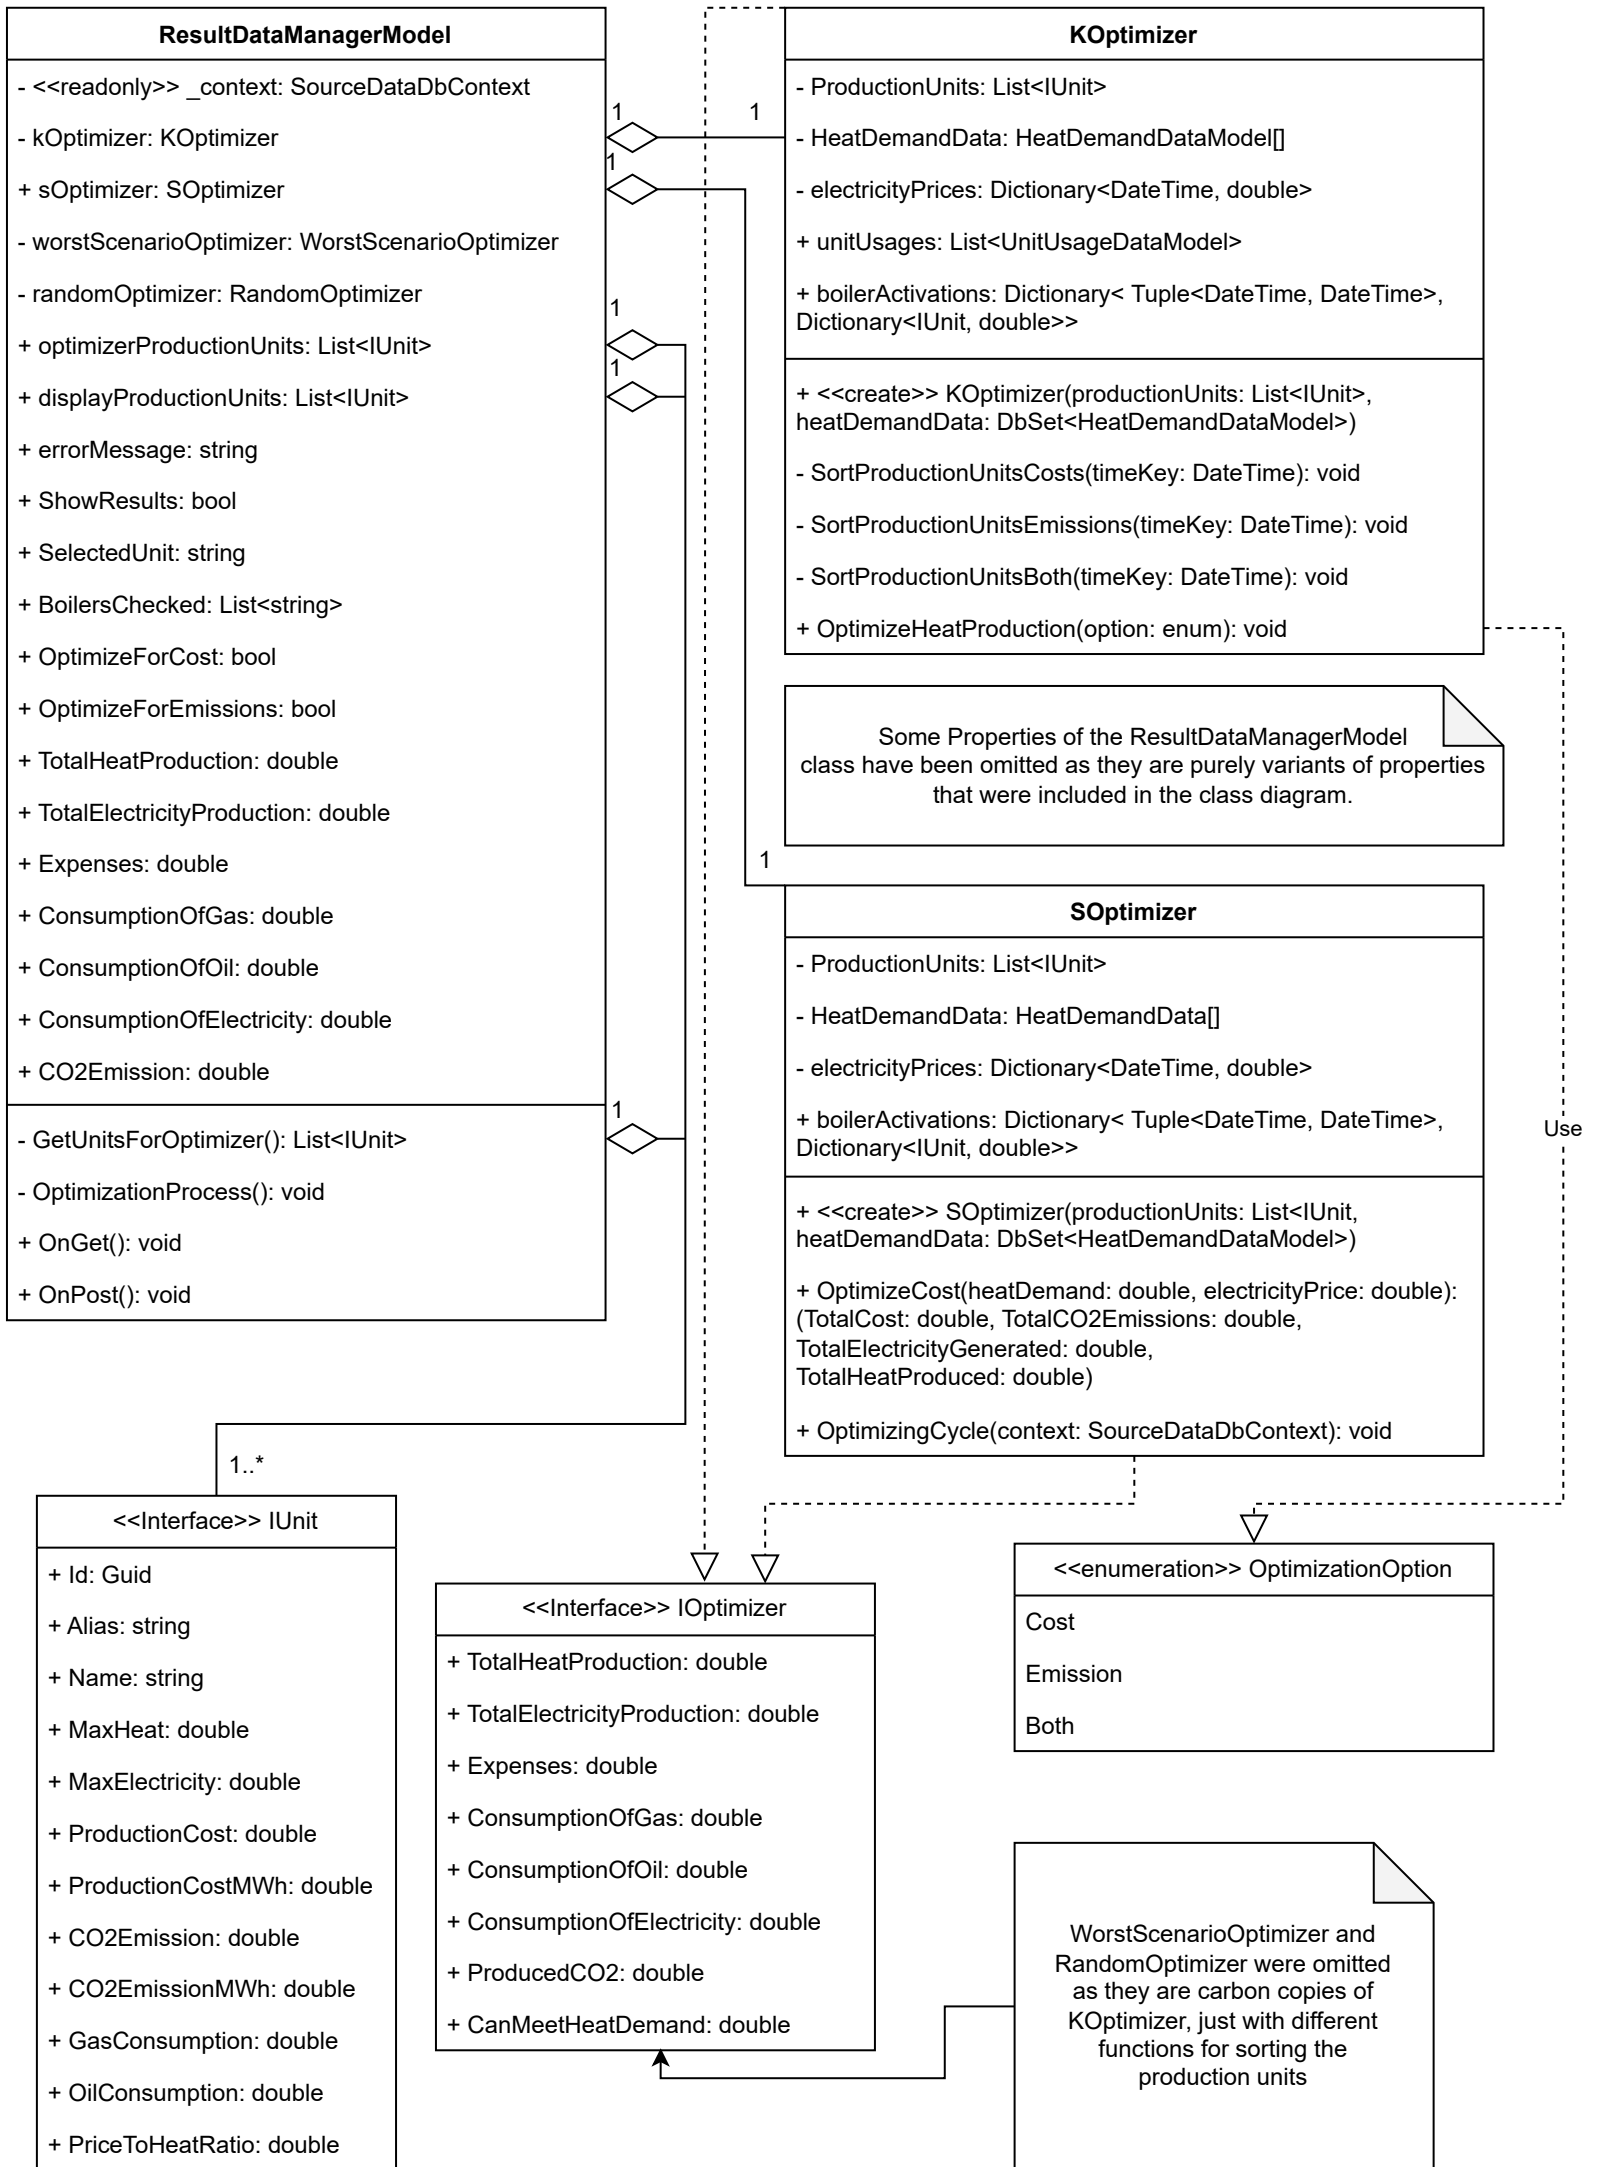 ResultDataManagerModel
- <<readonly>> _context: SourceDataDbContext
- kOptimizer: KOptimizer
+ sOptimizer: SOptimizer
- worstScenarioOptimizer: WorstScenarioOptimizer
- randomOptimizer: RandomOptimizer
+ optimizerProductionUnits: List<IUnit>
+ displayProductionUnits: List<IUnit>
+ errorMessage: string
+ ShowResults: bool
+ SelectedUnit: string
+ BoilersChecked: List<string>
+ OptimizeForCost: bool
+ OptimizeForEmissions: bool
+ TotalHeatProduction: double
+ TotalElectricityProduction: double
+ Expenses: double
+ ConsumptionOfGas: double
+ ConsumptionOfOil: double
+ ConsumptionOfElectricity: double
+ CO2Emission: double
- GetUnitsForOptimizer(): List<IUnit>
- OptimizationProcess(): void
+ OnGet(): void
+ OnPost(): void
1
1
1
1
1
1
1
1..*
KOptimizer
- ProductionUnits: List<IUnit>
- HeatDemandData: HeatDemandDataModel[]
- electricityPrices: Dictionary<DateTime, double>
+ unitUsages: List<UnitUsageDataModel>
+ boilerActivations: Dictionary< Tuple<DateTime, DateTime>,
Dictionary<IUnit, double>>
+ <<create>> KOptimizer(productionUnits: List<IUnit>,
heatDemandData: DbSet<HeatDemandDataModel>)
- SortProductionUnitsCosts(timeKey: DateTime): void
- SortProductionUnitsEmissions(timeKey: DateTime): void
- SortProductionUnitsBoth(timeKey: DateTime): void
+ OptimizeHeatProduction(option: enum): void
Some Properties of the ResultDataManagerModel
class have been omitted as they are purely variants of properties
that were included in the class diagram.
SOptimizer
- ProductionUnits: List<IUnit>
- HeatDemandData: HeatDemandData[]
- electricityPrices: Dictionary<DateTime, double>
+ boilerActivations: Dictionary< Tuple<DateTime, DateTime>,
Dictionary<IUnit, double>>
+ <<create>> SOptimizer(productionUnits: List<IUnit,
heatDemandData: DbSet<HeatDemandDataModel>)
+ OptimizeCost(heatDemand: double, electricityPrice: double):
(TotalCost: double, TotalCO2Emissions: double,
TotalElectricityGenerated: double,
TotalHeatProduced: double)
+ OptimizingCycle(context: SourceDataDbContext): void
Use
<<Interface>> IUnit
+ Id: Guid
+ Alias: string
+ Name: string
+ MaxHeat: double
+ MaxElectricity: double
+ ProductionCost: double
+ ProductionCostMWh: double
+ CO2Emission: double
+ CO2EmissionMWh: double
+ GasConsumption: double
+ OilConsumption: double
+ PriceToHeatRatio: double
<<Interface>> IOptimizer
+ TotalHeatProduction: double
+ TotalElectricityProduction: double
+ Expenses: double
+ ConsumptionOfGas: double
+ ConsumptionOfOil: double
+ ConsumptionOfElectricity: double
+ ProducedCO2: double
+ CanMeetHeatDemand: double
<<enumeration>> OptimizationOption
Cost
Emission
Both
WorstScenarioOptimizer and
RandomOptimizer were omitted
as they are carbon copies of
KOptimizer, just with different
functions for sorting the
production units